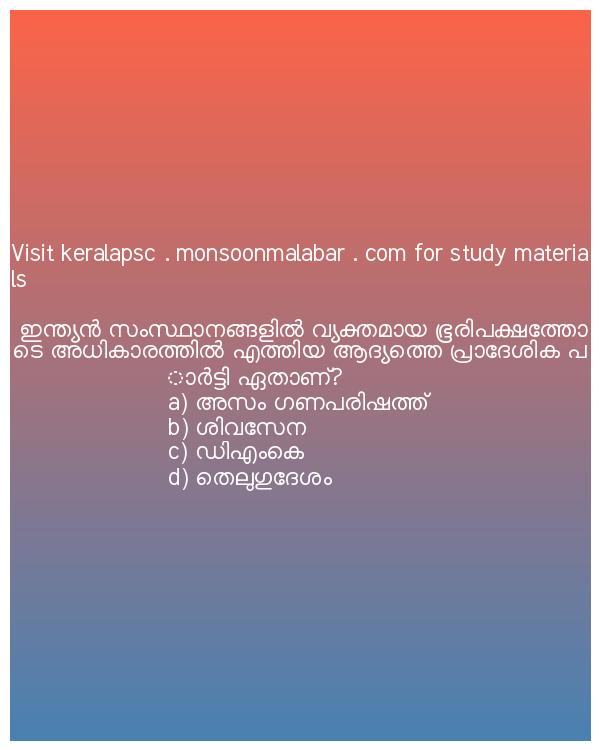 Visit keralapsc . monsoonmalabar . com for study materia
ls
ഇന്ത്യൻ സംസ്ഥാനങ്ങളിൽ വ്യക്തമായ ഭൂരിപക്ഷത്തോ
ടെ അധികാരത്തിൽ എത്തിയ ആദ്യത്തെ പ്രാദേശിക പ
ാർട്ടി ഏതാണ്?
a) അസം ഗണപരിഷത്ത്
b) ശിവസേന
c) ഡിഎംകെ
d) തെലുഗുദേശം